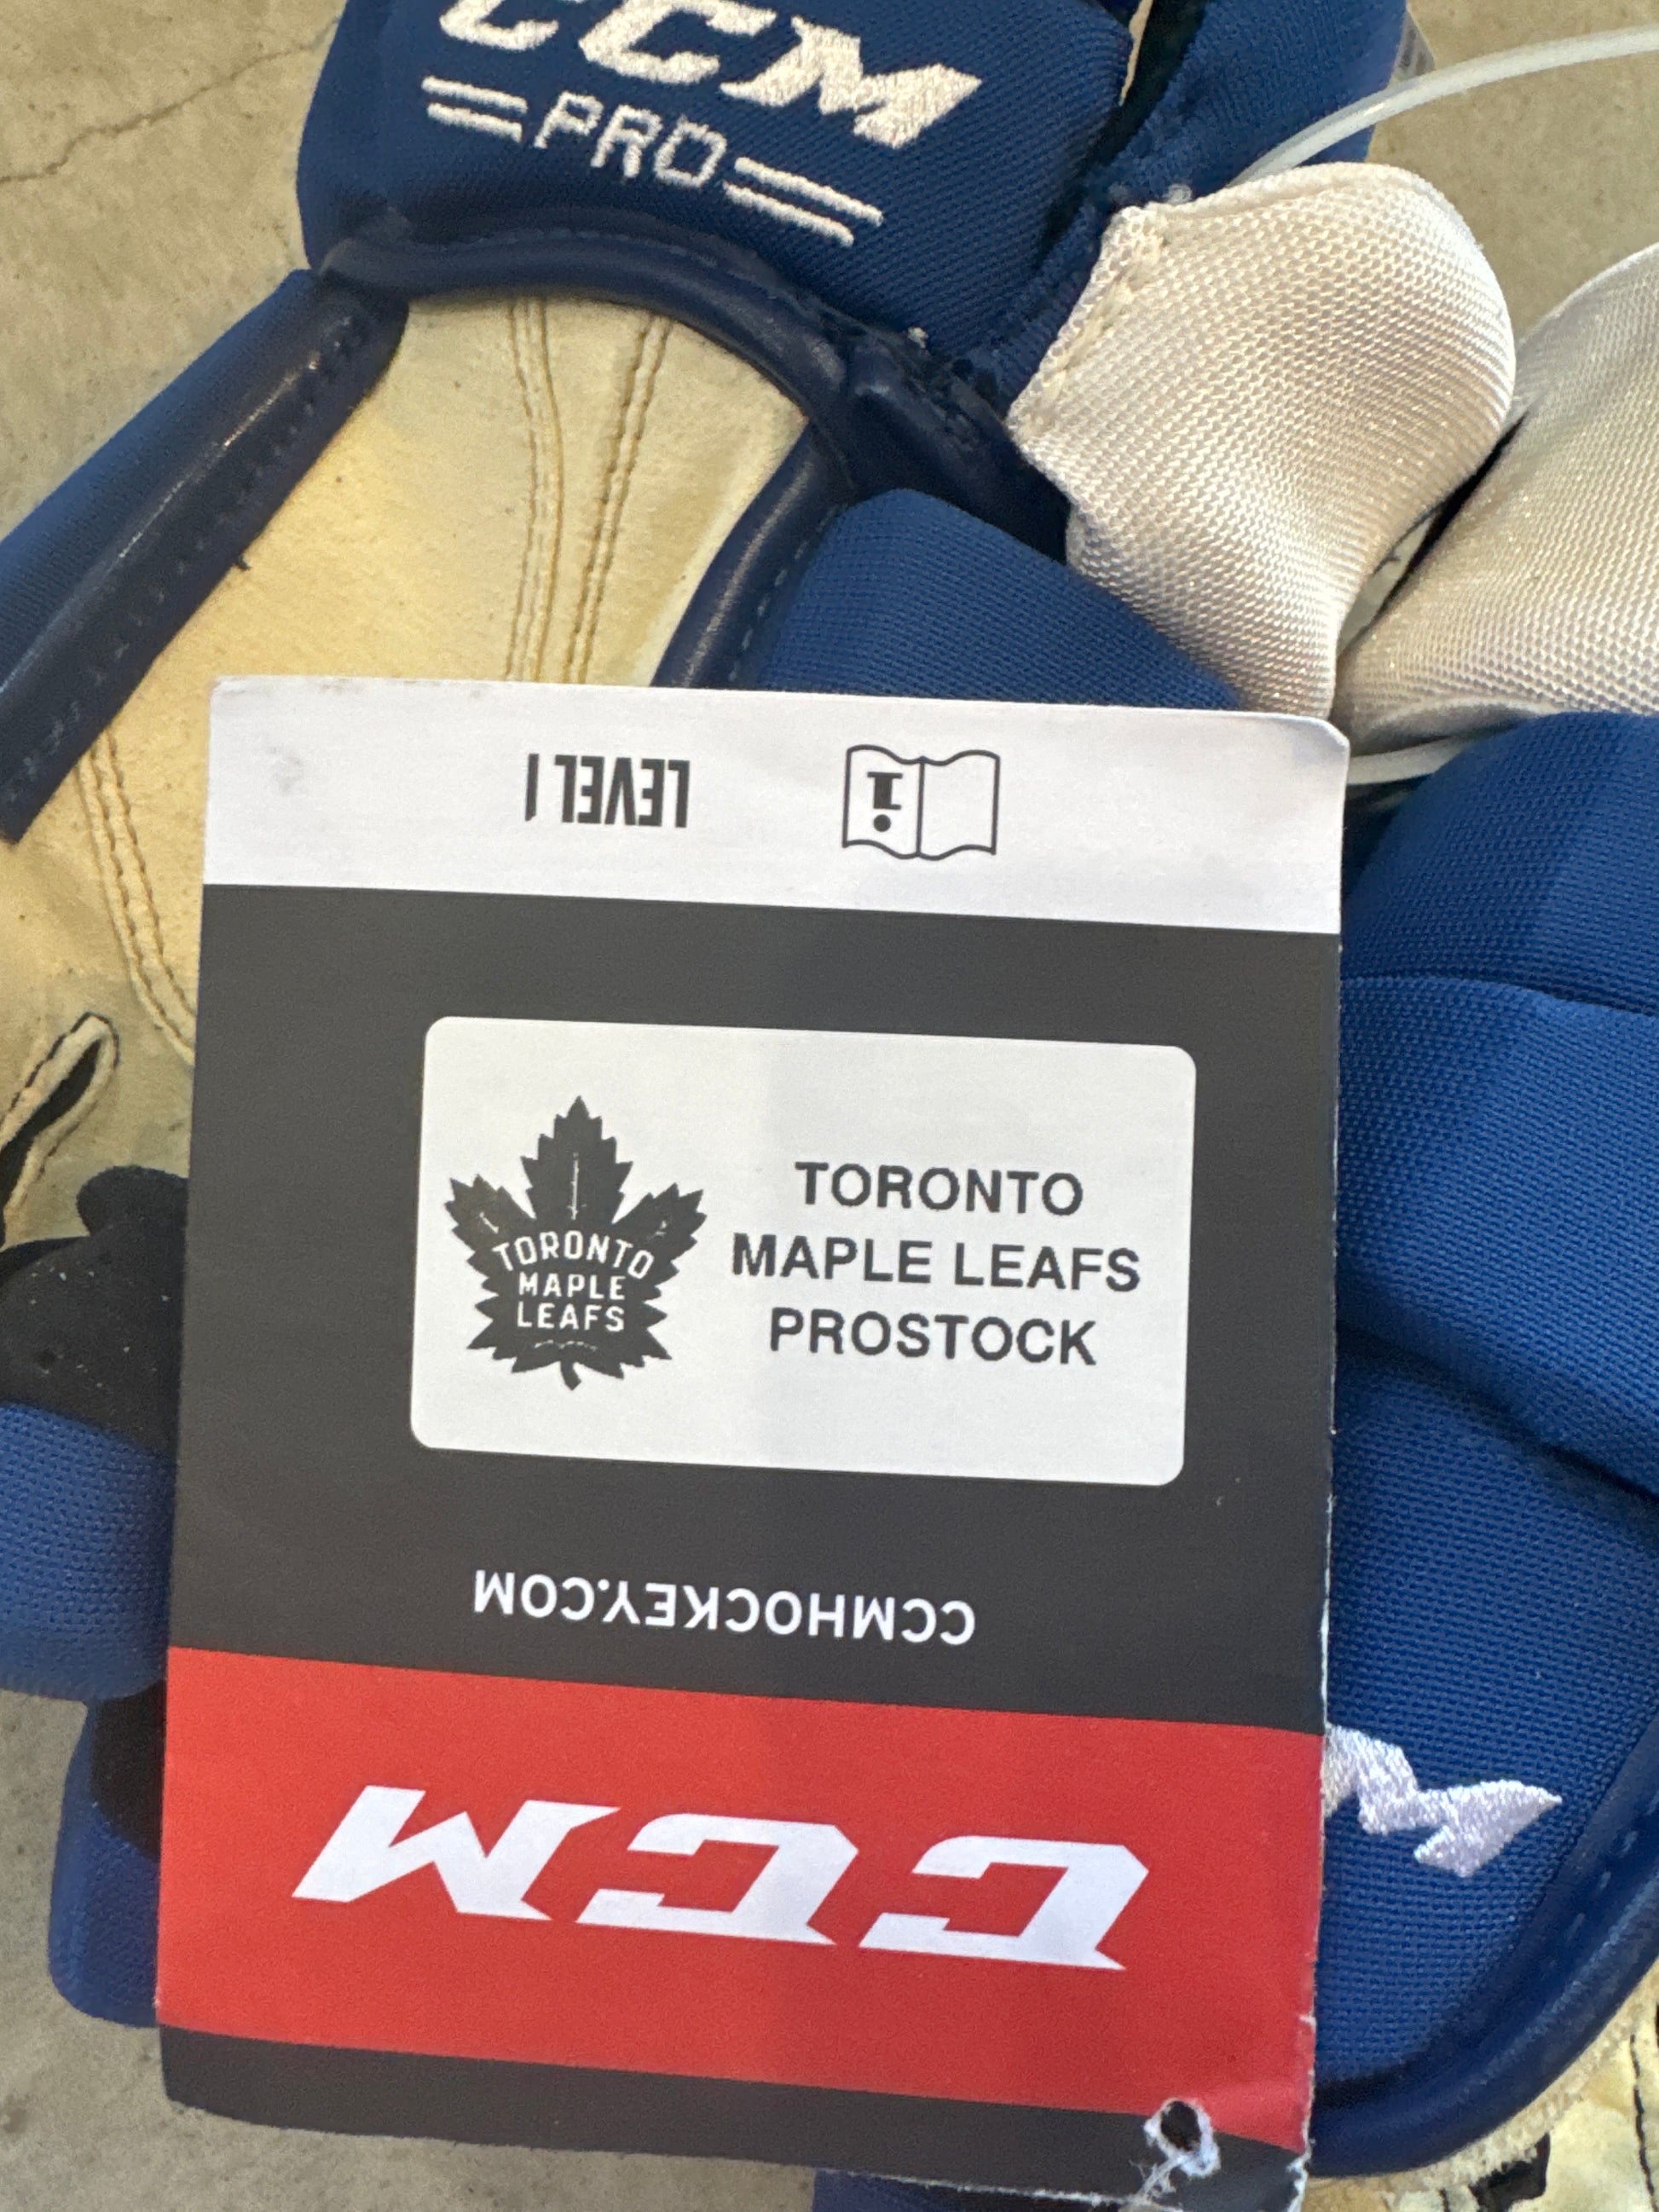 CCM
PRO
LEVEL 1
i
TORONTO
MAPLE
LEAFS
TORONTO
MAPLE LEAFS
PROSTOCK
CCMHOCKEY.COM
CCM
M